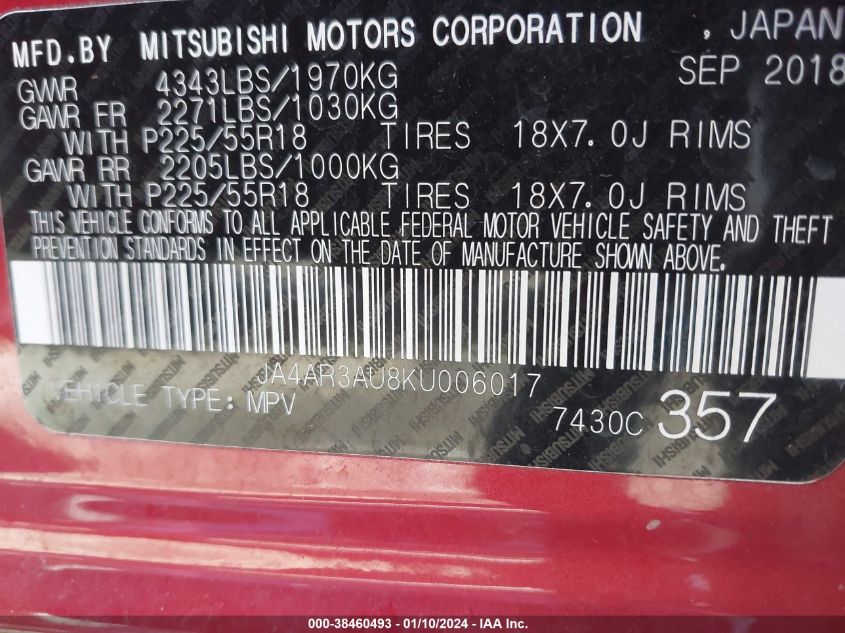 MFD.BY MITSUBISHI MOTORS CORPORATION , JAPAN
GVWR 4343LBS/1970KG SEP 2018
GAWR FR 2271LBS/1030KG
WITH P225/55R18 TIRES 18X7.0J RIMS
GAWR RR 2205LBS/1000KG
WITH P225/55R18 TIRES 18X7.0J RIMS
THIS VEHICLE CONFORMS TO ALL APPLICABLE FEDERAL MOTOR VEHICLE SAFETY AND THEFT
PREVENTION STANDARDS IN EFFECT ON THE DATE OF MANUFACTURE SHOWN ABOVE.
JA4AR3AU8KU006017
VEHICLE TYPE: MPV 7430C 357
000-38460493 - 01/10/2024 - IAA Inc.